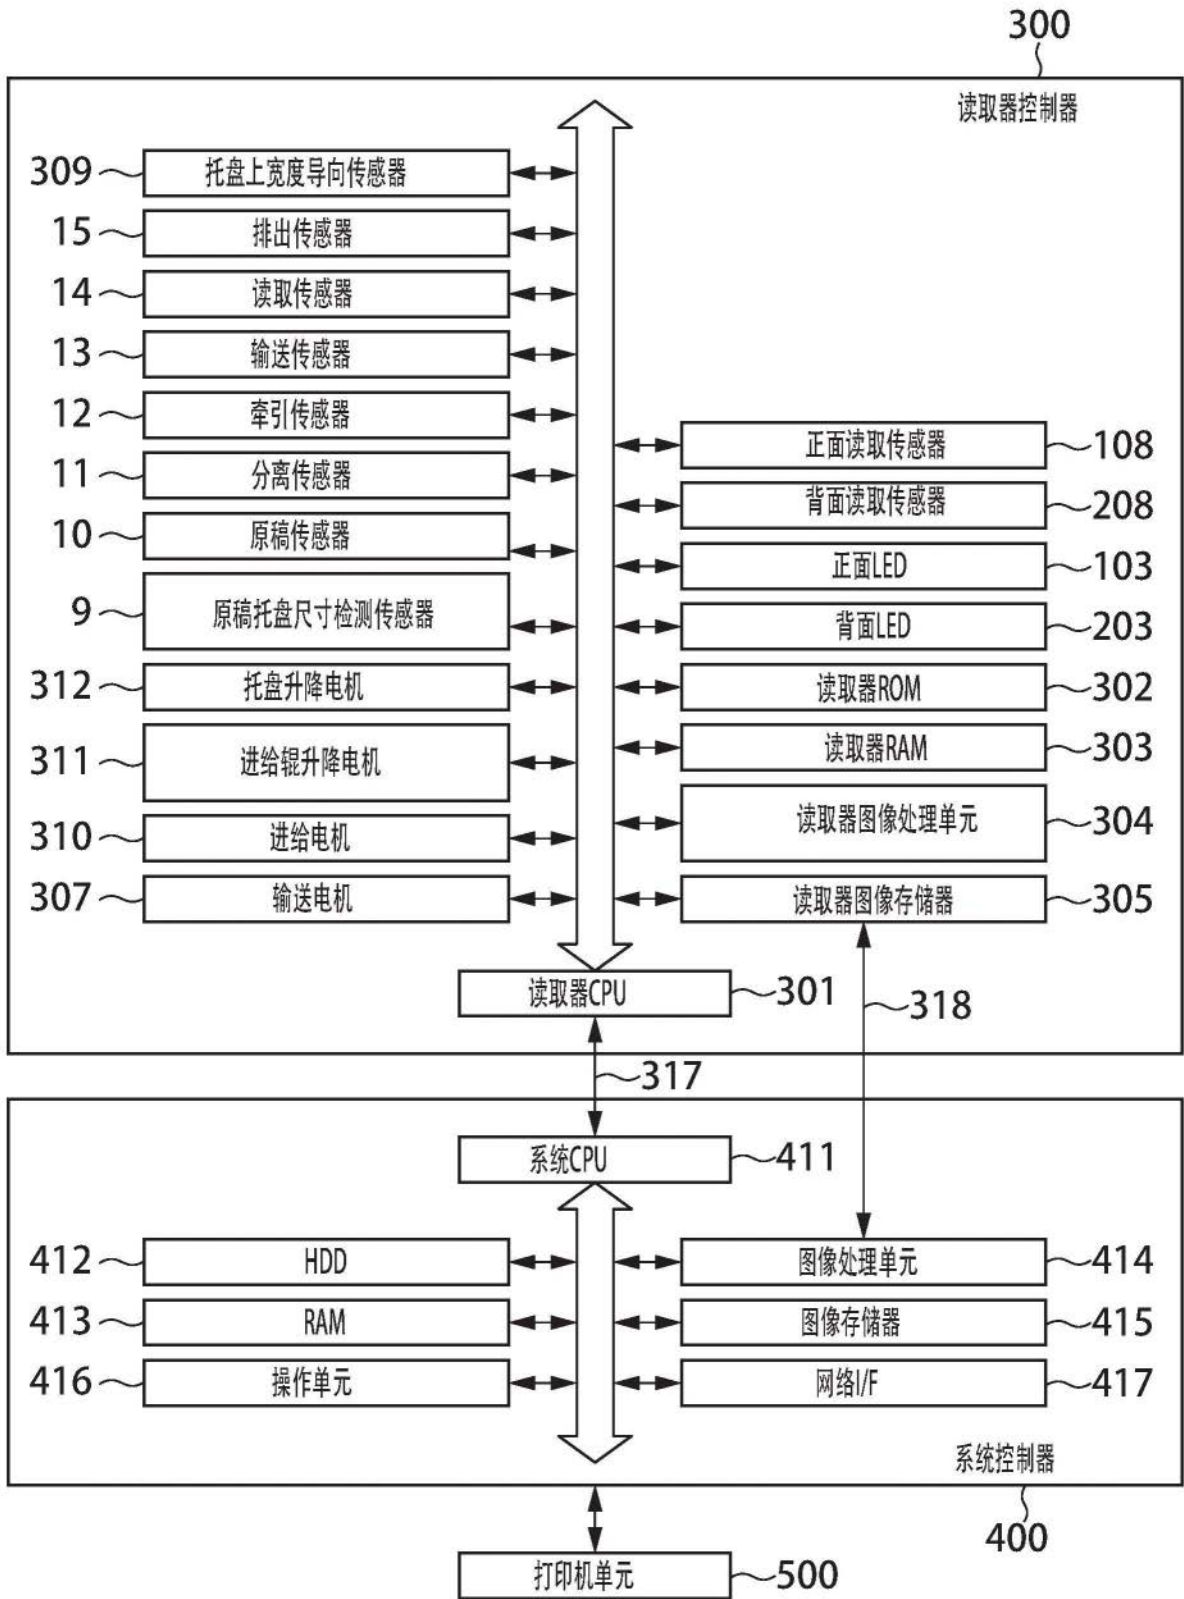 300
读取器控制器
309 托盘上宽度导向传感器
15 排出传感器
14 读取传感器
13 输送传感器
12 牵引传感器
正面读取传感器 108
11 分离传感器
背面读取传感器 208
10 原稿传感器
正面LED 103
9 原稿托盘尺寸检测传感器
背面LED 203
312 托盘升降电机
读取器ROM 302
311 进给辊升降电机
读取器RAM 303
310 进给电机
读取器图像处理单元 304
307 输送电机
读取器图像存储器 305
读取器CPU 301
318
317
系统CPU 411
412 HDD
图像处理单元 414
413 RAM
图像存储器 415
416 操作单元
网络I/F 417
系统控制器
400
打印机单元 500